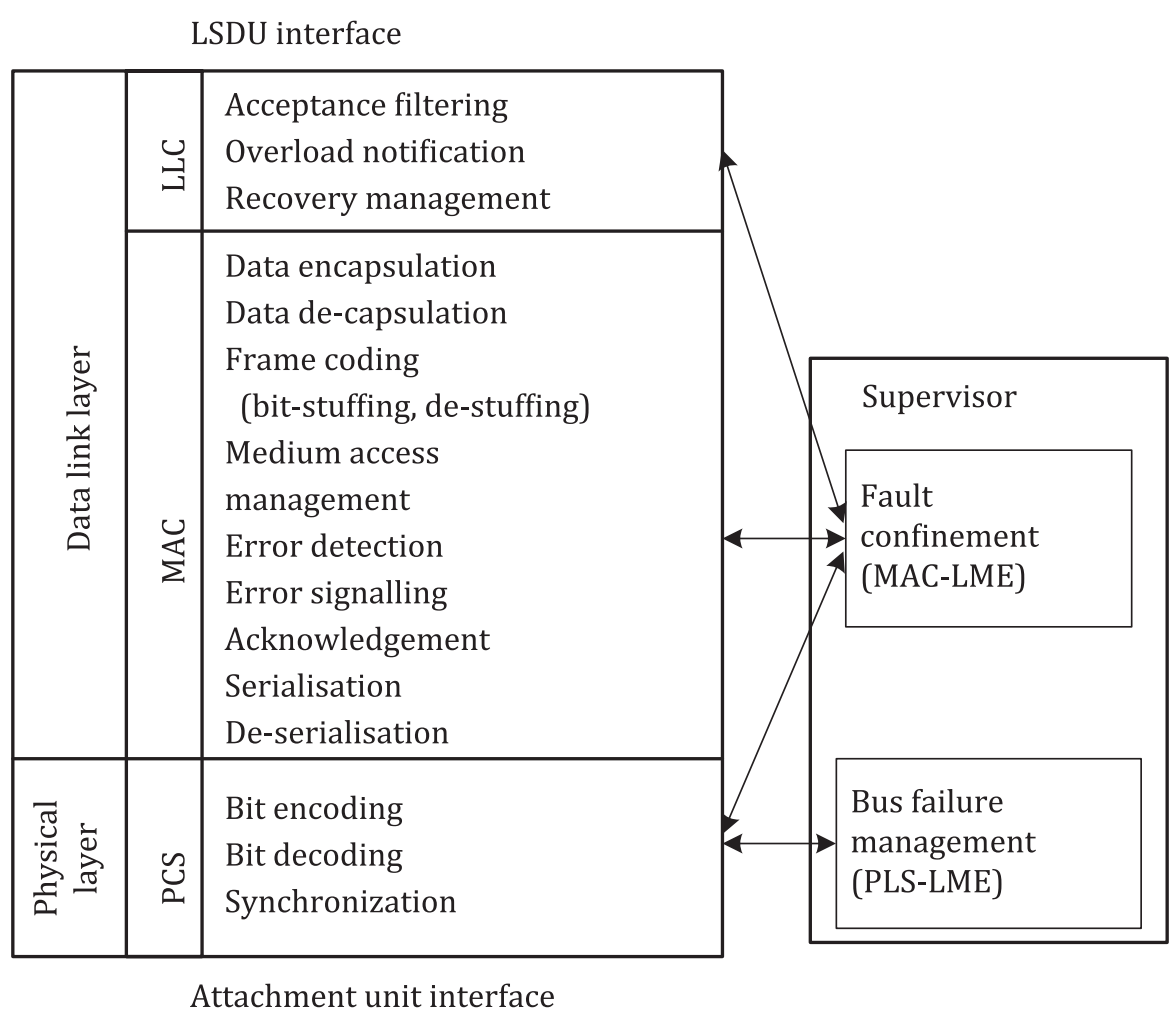 LSDU interface
Data link layer
LLC
Acceptance filtering
Overload notification
Recovery management
MAC
Data encapsulation
Data de-capsulation
Frame coding
(bit-stuffing, de-stuffing)
Medium access
management
Error detection
Error signalling
Acknowledgement
Serialisation
De-serialisation
Physical
layer
PCS
Bit encoding
Bit decoding
Synchronization
Supervisor
Fault
confinement
(MAC-LME)
Bus failure
management
(PLS-LME)
Attachment unit interface